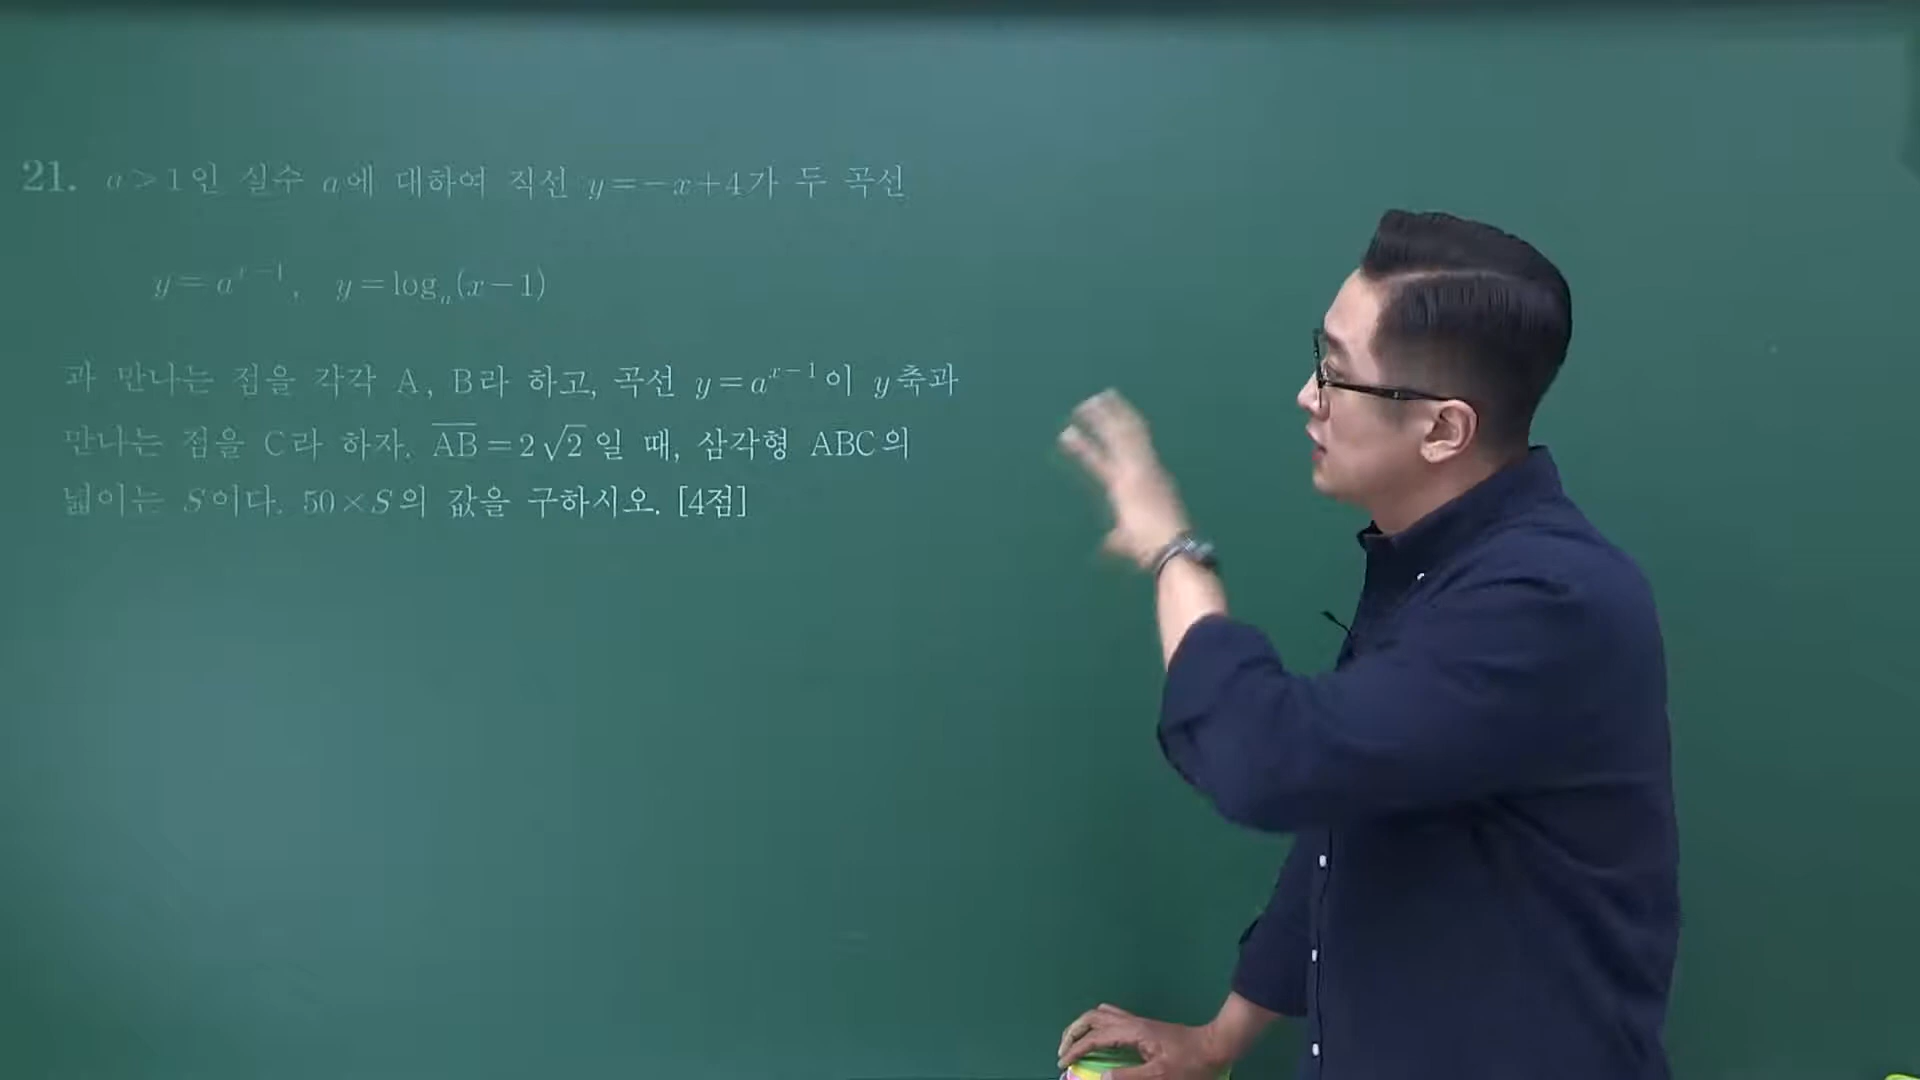 21. a>1인 실수 a에 대하여 직선 y=-x+4가 두 곡선
y=a^{x-1}, y=log_a(x-1)
과 만나는 점을 각각 A, B라 하고, 곡선 y=a^{x-1}이 y축과
만나는 점을 C라 하자. \overline{AB}=2√2일 때, 삼각형 ABC의
넓이는 S이다. 50×S의 값을 구하시오. [4점]